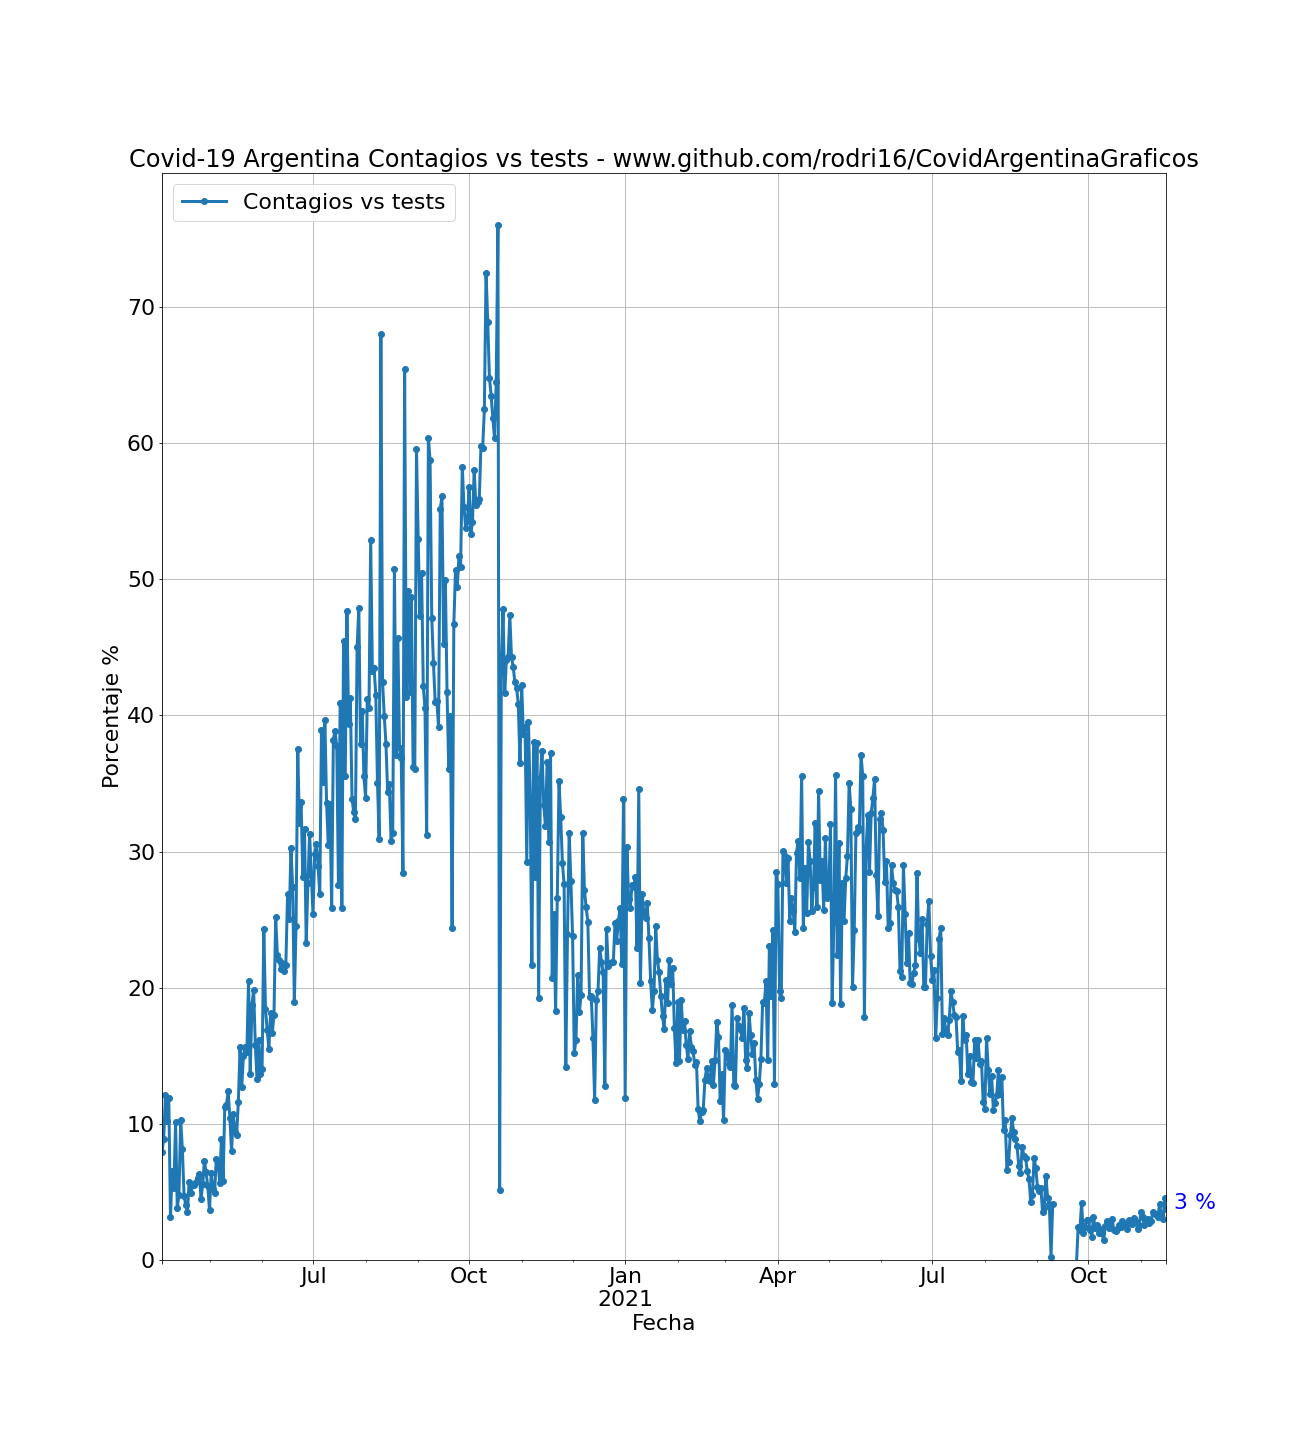 Covid-19 Argentina Contagios vs tests - www.github.com/rodri16/CovidArgentinaGraficos
Contagios vs tests
70
60
50
40
30
20
10
0
Porcentaje %
3 %
Jul
Oct
Jan
2021
Apr
Jul
Oct
Fecha